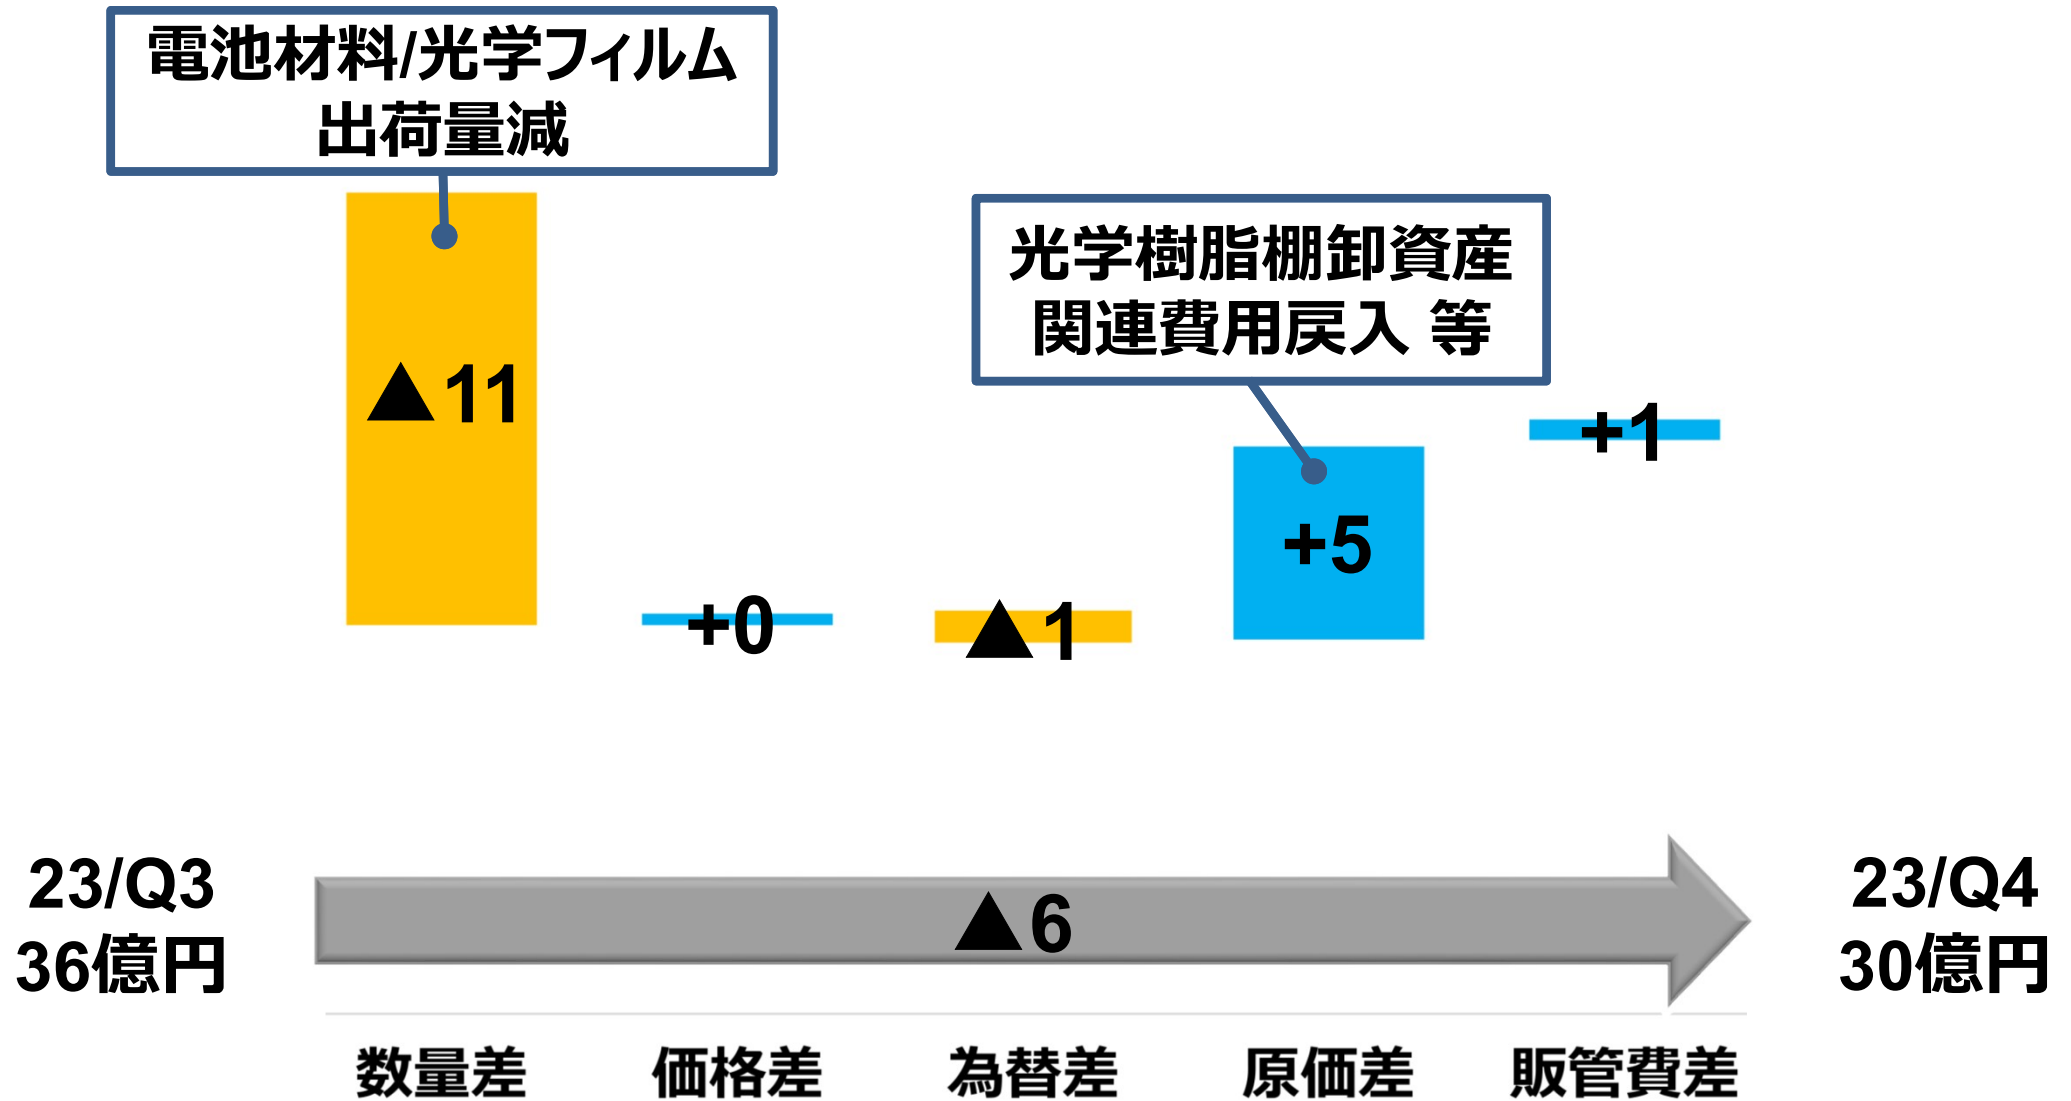 電池材料/光学フィルム
出荷量減
▲11
光学樹脂棚卸資産
関連費用戻入 等
+0
▲1
+5
+1
23/Q3
36億円
▲6
23/Q4
30億円
数量差
価格差
為替差
原価差
販管費差